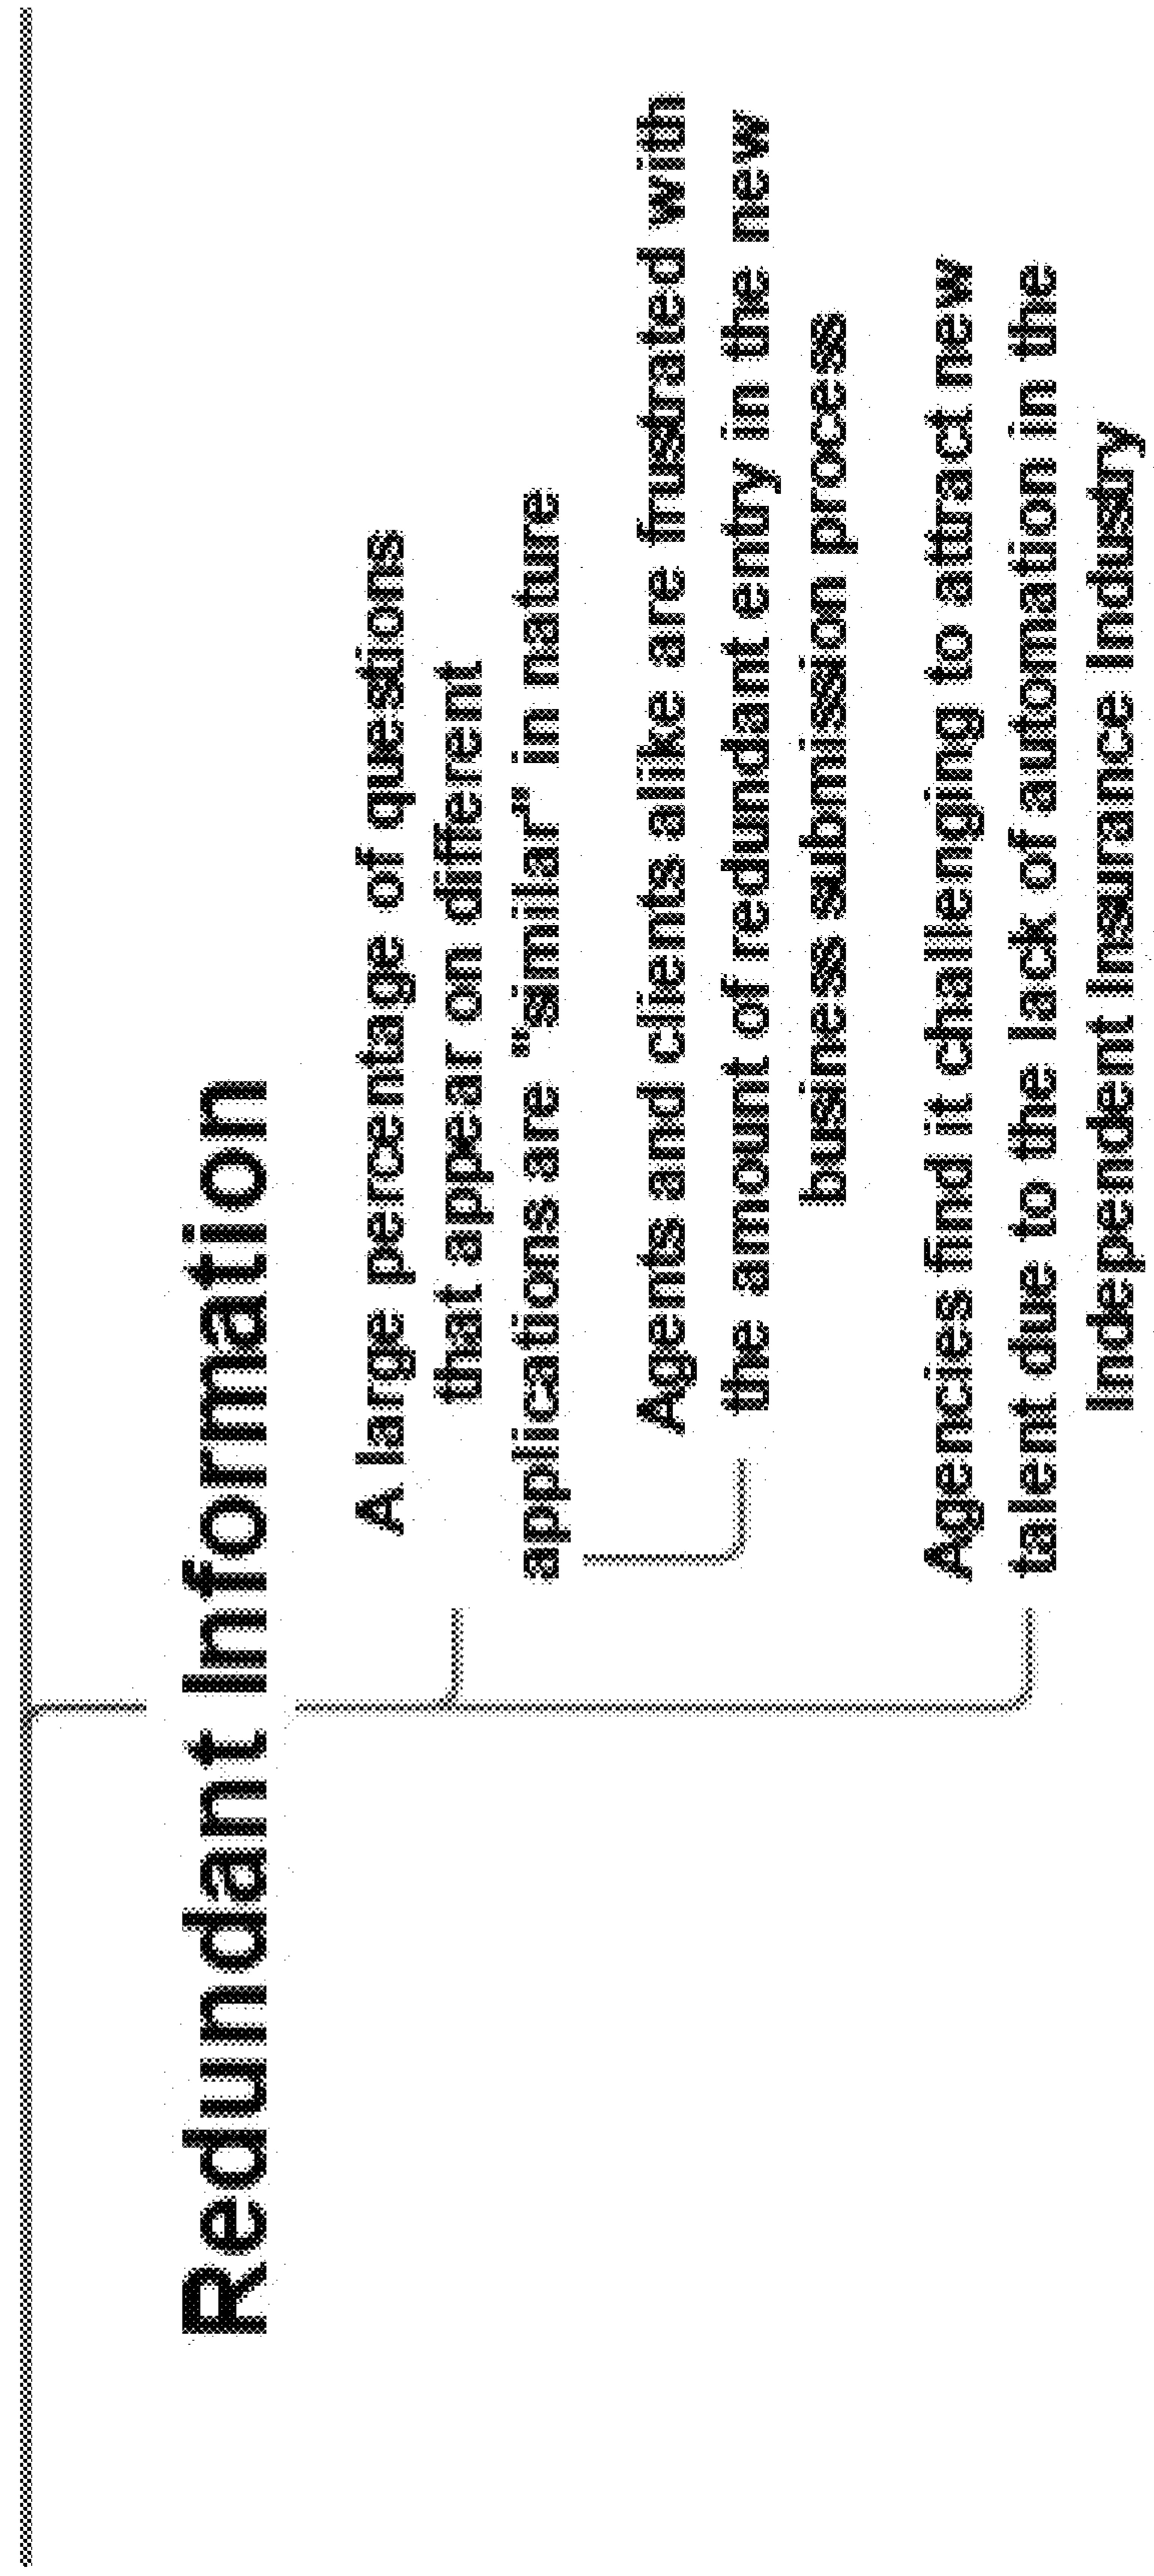 Redundant Information
A large percentage of questions
that appear on different
applications are "similar" in nature
Agents and clients alike are frustrated with
the amount of redundant entry in the new
business submission process
Agencies find it challenging to attract new
talent due to the lack of automation in the
Independent Insurance Industry